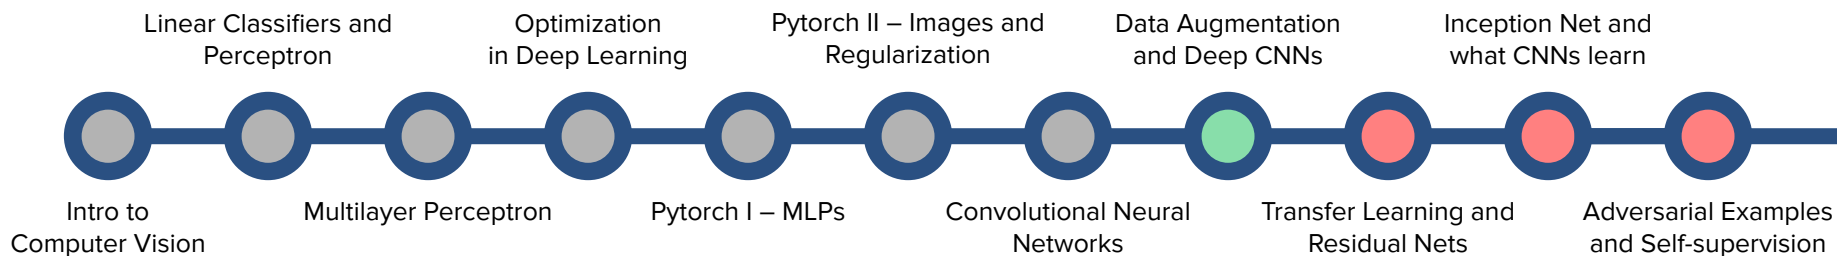 Linear Classifiers and
Perceptron
Optimization
in Deep Learning
Pytorch II – Images and
Regularization
Data Augmentation
and Deep CNNs
Inception Net and
what CNNs learn
Intro to
Computer Vision
Multilayer Perceptron
Pytorch I – MLPs
Convolutional Neural
Networks
Transfer Learning and
Residual Nets
Adversarial Examples
and Self-supervision